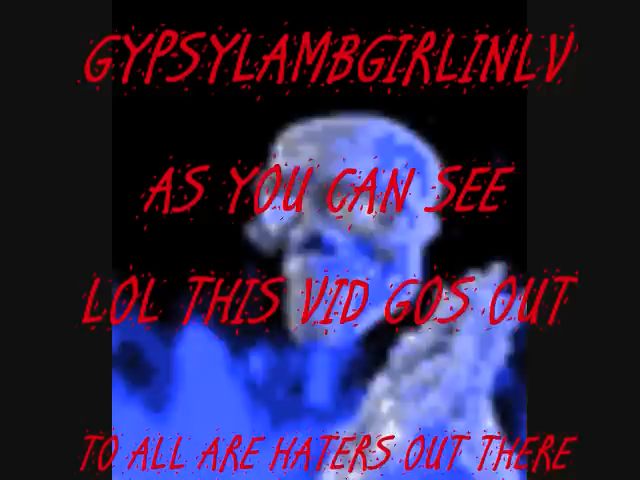 GYPSYLAMBGIRLINLV
AS YOU CAN SEE
LOL THIS VID GOS OUT
TO ALL ARE HATERS OUT THERE